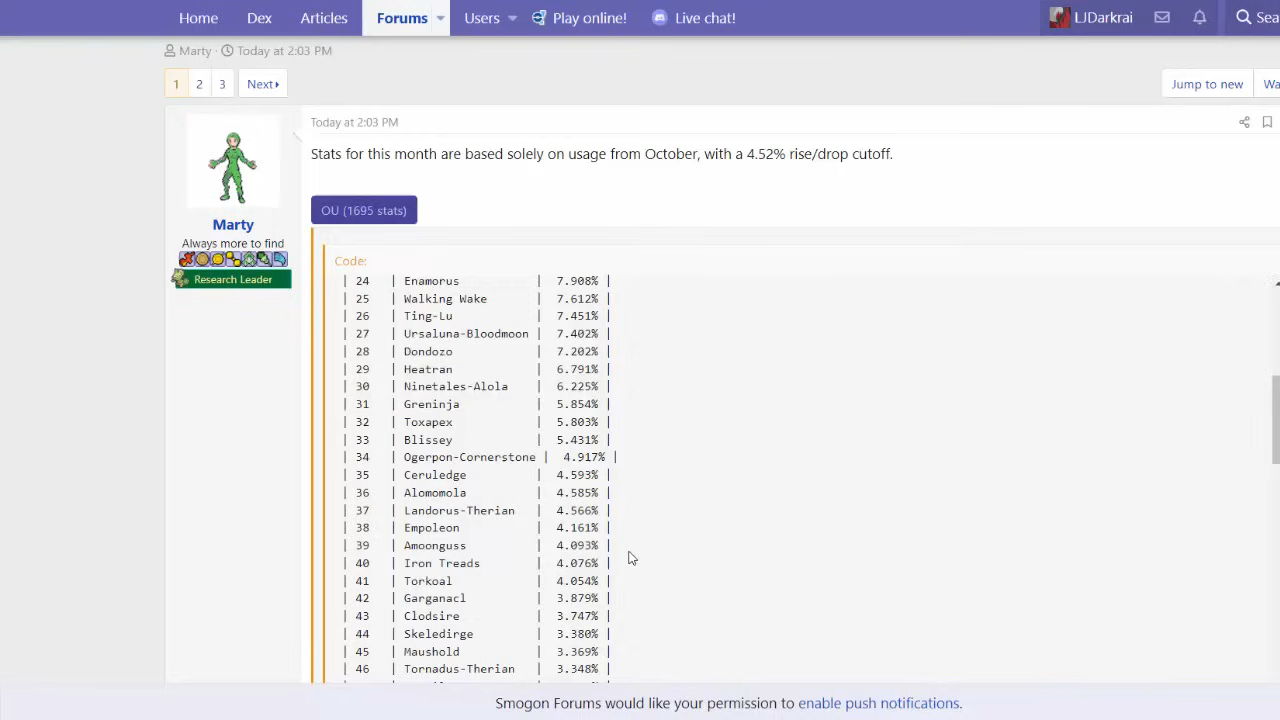 Home Dex Articles Forums Users Play online! Live chat! LJDarkrai Sea
Marty · Today at 2:03 PM
1 2 3 Next Jump to new Wa
Today at 2:03 PM
Stats for this month are based solely on usage from October, with a 4.52% rise/drop cutoff.
OU (1695 stats)
Marty
Always more to find
Research Leader
Code:
| 24 | Enamorus | 7.908% |
| 25 | Walking Wake | 7.612% |
| 26 | Ting-Lu | 7.451% |
| 27 | Ursaluna-Bloodmoon | 7.402% |
| 28 | Dondozo | 7.202% |
| 29 | Heatran | 6.791% |
| 30 | Ninetales-Alola | 6.225% |
| 31 | Greninja | 5.854% |
| 32 | Toxapex | 5.803% |
| 33 | Blissey | 5.431% |
| 34 | Ogerpon-Cornerstone | 4.917% |
| 35 | Ceruledge | 4.593% |
| 36 | Alomomola | 4.585% |
| 37 | Landorus-Therian | 4.566% |
| 38 | Empoleon | 4.161% |
| 39 | Amoonguss | 4.093% |
| 40 | Iron Treads | 4.076% |
| 41 | Torkoal | 4.054% |
| 42 | Garganacl | 3.879% |
| 43 | Clodsire | 3.747% |
| 44 | Skeledirge | 3.380% |
| 45 | Maushold | 3.369% |
| 46 | Tornadus-Therian | 3.348% |
Smogon Forums would like your permission to enable push notifications.